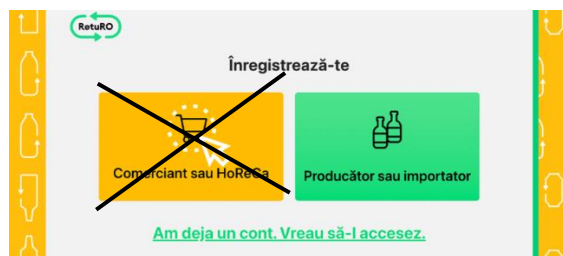 RetuRO
Înregistrează-te
Comerciant sau HoReCa
Producător sau importator
Am deja un cont. Vreau să-l accesez.